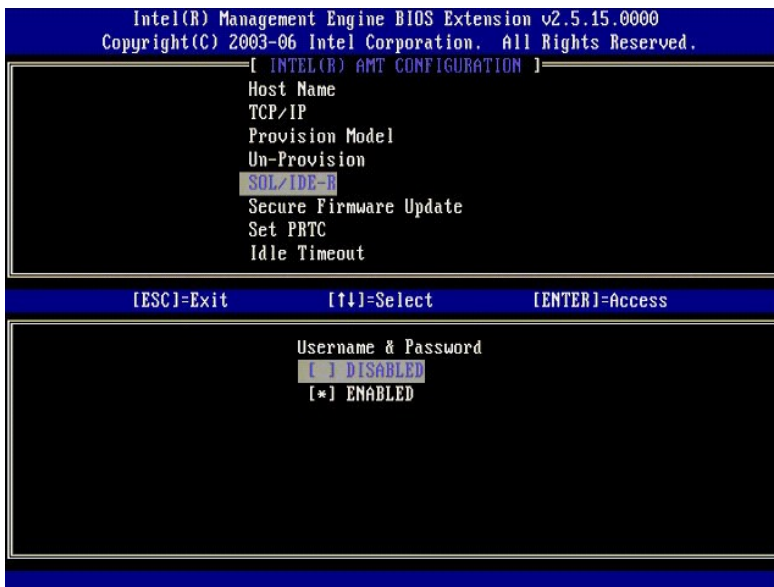 Intel(R) Management Engine BIOS Extension v2.5.15.0000
Copyright(C) 2003-06 Intel Corporation. All Rights Reserved.
[ INTEL(R) AMT CONFIGURATION ]
Host Name
TCP/IP
Provision Model
Un-Provision
SOL/IDE-R
Secure Firmware Update
Set PRTC
Idle Timeout
[ESC]=Exit [↑↓]=Select [ENTER]=Access
Username & Password
[ ] DISABLED
[*] ENABLED